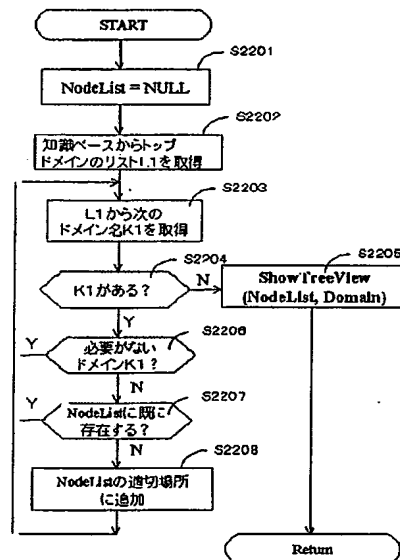 START
S2201
NodeList = NULL
S2202
知識ベースからトップ
ドメインのリストL1を取得
S2203
L1から次の
ドメイン名K1を取得
S2204
K1がある?
N
S2205
ShowTreeView
(NodeList, Domain)
Y
S2206
Y
必要がない
ドメインK1?
N
S2207
Y
NodeListに既に
存在する?
N
S2208
NodeListの適切場所
に追加
Return